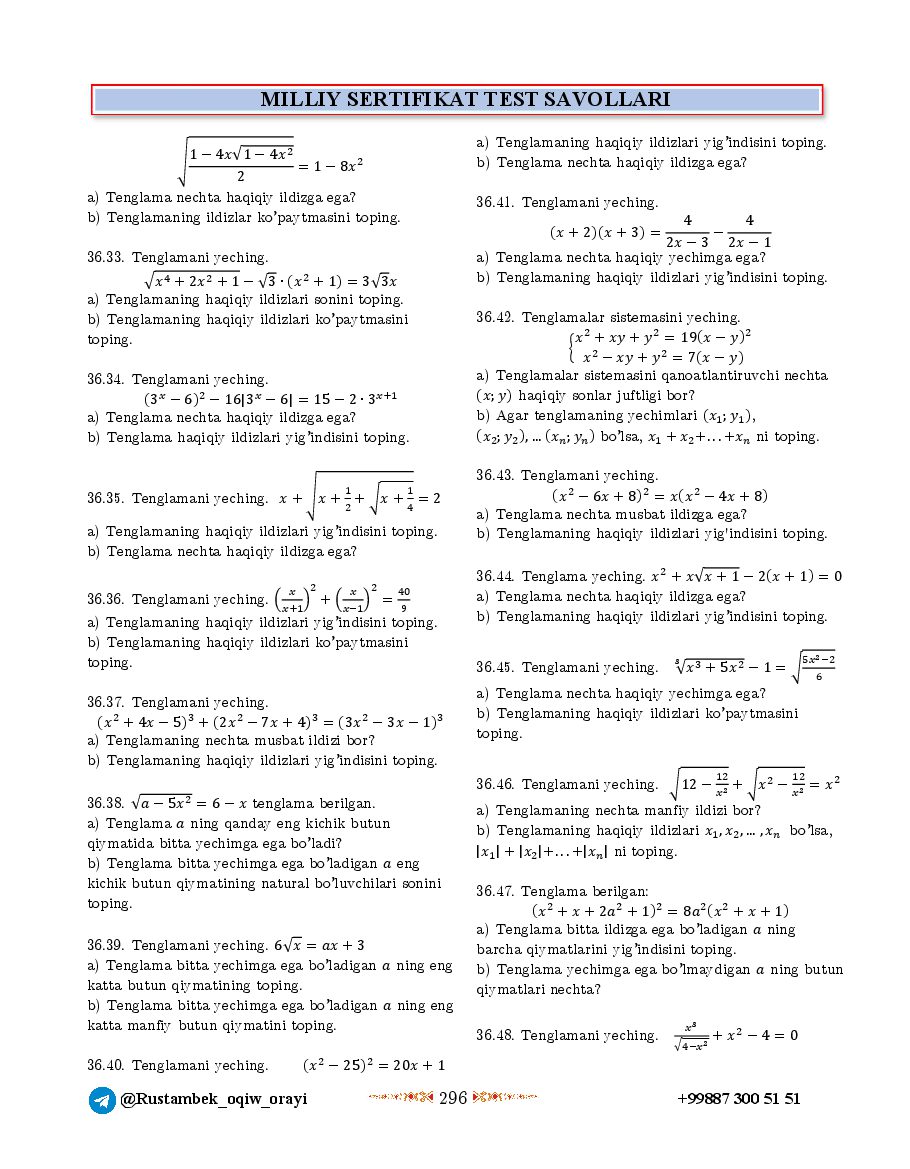 MILLIY SERTIFIKAT TEST SAVOLLARI
√((1 − 4x√(1 − 4x²))/2) = 1 − 8x²
a) Tenglama nechta haqiqiy ildizga ega?
b) Tenglamaning ildizlar ko’paytmasini toping.
36.33. Tenglamani yeching.
√(x⁴ + 2x² + 1) − √3 · (x² + 1) = 3√3x
a) Tenglamaning haqiqiy ildizlari sonini toping.
b) Tenglamaning haqiqiy ildizlari ko’paytmasini
toping.
36.34. Tenglamani yeching.
(3ˣ − 6)² − 16|3ˣ − 6| = 15 − 2 · 3ˣ⁺¹
a) Tenglama nechta haqiqiy ildizga ega?
b) Tenglama haqiqiy ildizlari yig’indisini toping.
36.35. Tenglamani yeching. x + √(x + 1/2 + √(x + 1/4)) = 2
a) Tenglamaning haqiqiy ildizlari yig’indisini toping.
b) Tenglama nechta haqiqiy ildizga ega?
36.36. Tenglamani yeching. (x/(x+1))² + (x/(x−1))² = 40/9
a) Tenglamaning haqiqiy ildizlari yig’indisini toping.
b) Tenglamaning haqiqiy ildizlari ko’paytmasini
toping.
36.37. Tenglamani yeching.
(x² + 4x − 5)³ + (2x² − 7x + 4)³ = (3x² − 3x − 1)³
a) Tenglamaning nechta musbat ildizi bor?
b) Tenglamaning haqiqiy ildizlari yig’indisini toping.
36.38. √(a − 5x²) = 6 − x tenglama berilgan.
a) Tenglama a ning qanday eng kichik butun
qiymatida bitta yechimga ega bo’ladi?
b) Tenglama bitta yechimga ega bo’ladigan a eng
kichik butun qiymatining natural bo’luvchilari sonini
toping.
36.39. Tenglamani yeching. 6√x = ax + 3
a) Tenglama bitta yechimga ega bo’ladigan a ning eng
katta butun qiymatining toping.
b) Tenglama bitta yechimga ega bo’ladigan a ning eng
katta manfiy butun qiymatini toping.
36.40. Tenglamani yeching. (x² − 25)² = 20x + 1
a) Tenglamaning haqiqiy ildizlari yig’indisini toping.
b) Tenglama nechta haqiqiy ildizga ega?
36.41. Tenglamani yeching.
(x + 2)(x + 3) = 4/(2x − 3) − 4/(2x − 1)
a) Tenglama nechta haqiqiy yechimga ega?
b) Tenglamaning haqiqiy ildizlari yig’indisini toping.
36.42. Tenglamalar sistemasini yeching.
{x² + xy + y² = 19(x − y)²
x² − xy + y² = 7(x − y)
a) Tenglamalar sistemasini qanoatlantiruvchi nechta
(x; y) haqiqiy sonlar juftligi bor?
b) Agar tenglamaning yechimlari (x₁; y₁),
(x₂; y₂), … (xₙ; yₙ) bo’lsa, x₁ + x₂+. . . +xₙ ni toping.
36.43. Tenglamani yeching.
(x² − 6x + 8)² = x(x² − 4x + 8)
a) Tenglama nechta musbat ildizga ega?
b) Tenglamaning haqiqiy ildizlari yig'indisini toping.
36.44. Tenglama yeching. x² + x√(x + 1) − 2(x + 1) = 0
a) Tenglama nechta haqiqiy ildizga ega?
b) Tenglamaning haqiqiy ildizlari yig’indisini toping.
36.45. Tenglamani yeching. ³√(x³ + 5x²) − 1 = √((5x²−2)/6)
a) Tenglama nechta haqiqiy yechimga ega?
b) Tenglamaning haqiqiy ildizlari ko’paytmasini
toping.
36.46. Tenglamani yeching. √(12 − 12/x²) + √(x² − 12/x²) = x²
a) Tenglamaning nechta manfiy ildizi bor?
b) Tenglamaning haqiqiy ildizlari x₁, x₂, … , xₙ bo’lsa,
|x₁| + |x₂|+. . . +|xₙ| ni toping.
36.47. Tenglama berilgan:
(x² + x + 2a² + 1)² = 8a²(x² + x + 1)
a) Tenglama bitta ildizga ega bo’ladigan a ning
barcha qiymatlarini yig’indisini toping.
b) Tenglama yechimga ega bo’lmaydigan a ning butun
qiymatlari nechta?
36.48. Tenglamani yeching. x³/√(4−x²) + x² − 4 = 0
@Rustambek_oqiw_orayi
296
+99887 300 51 51